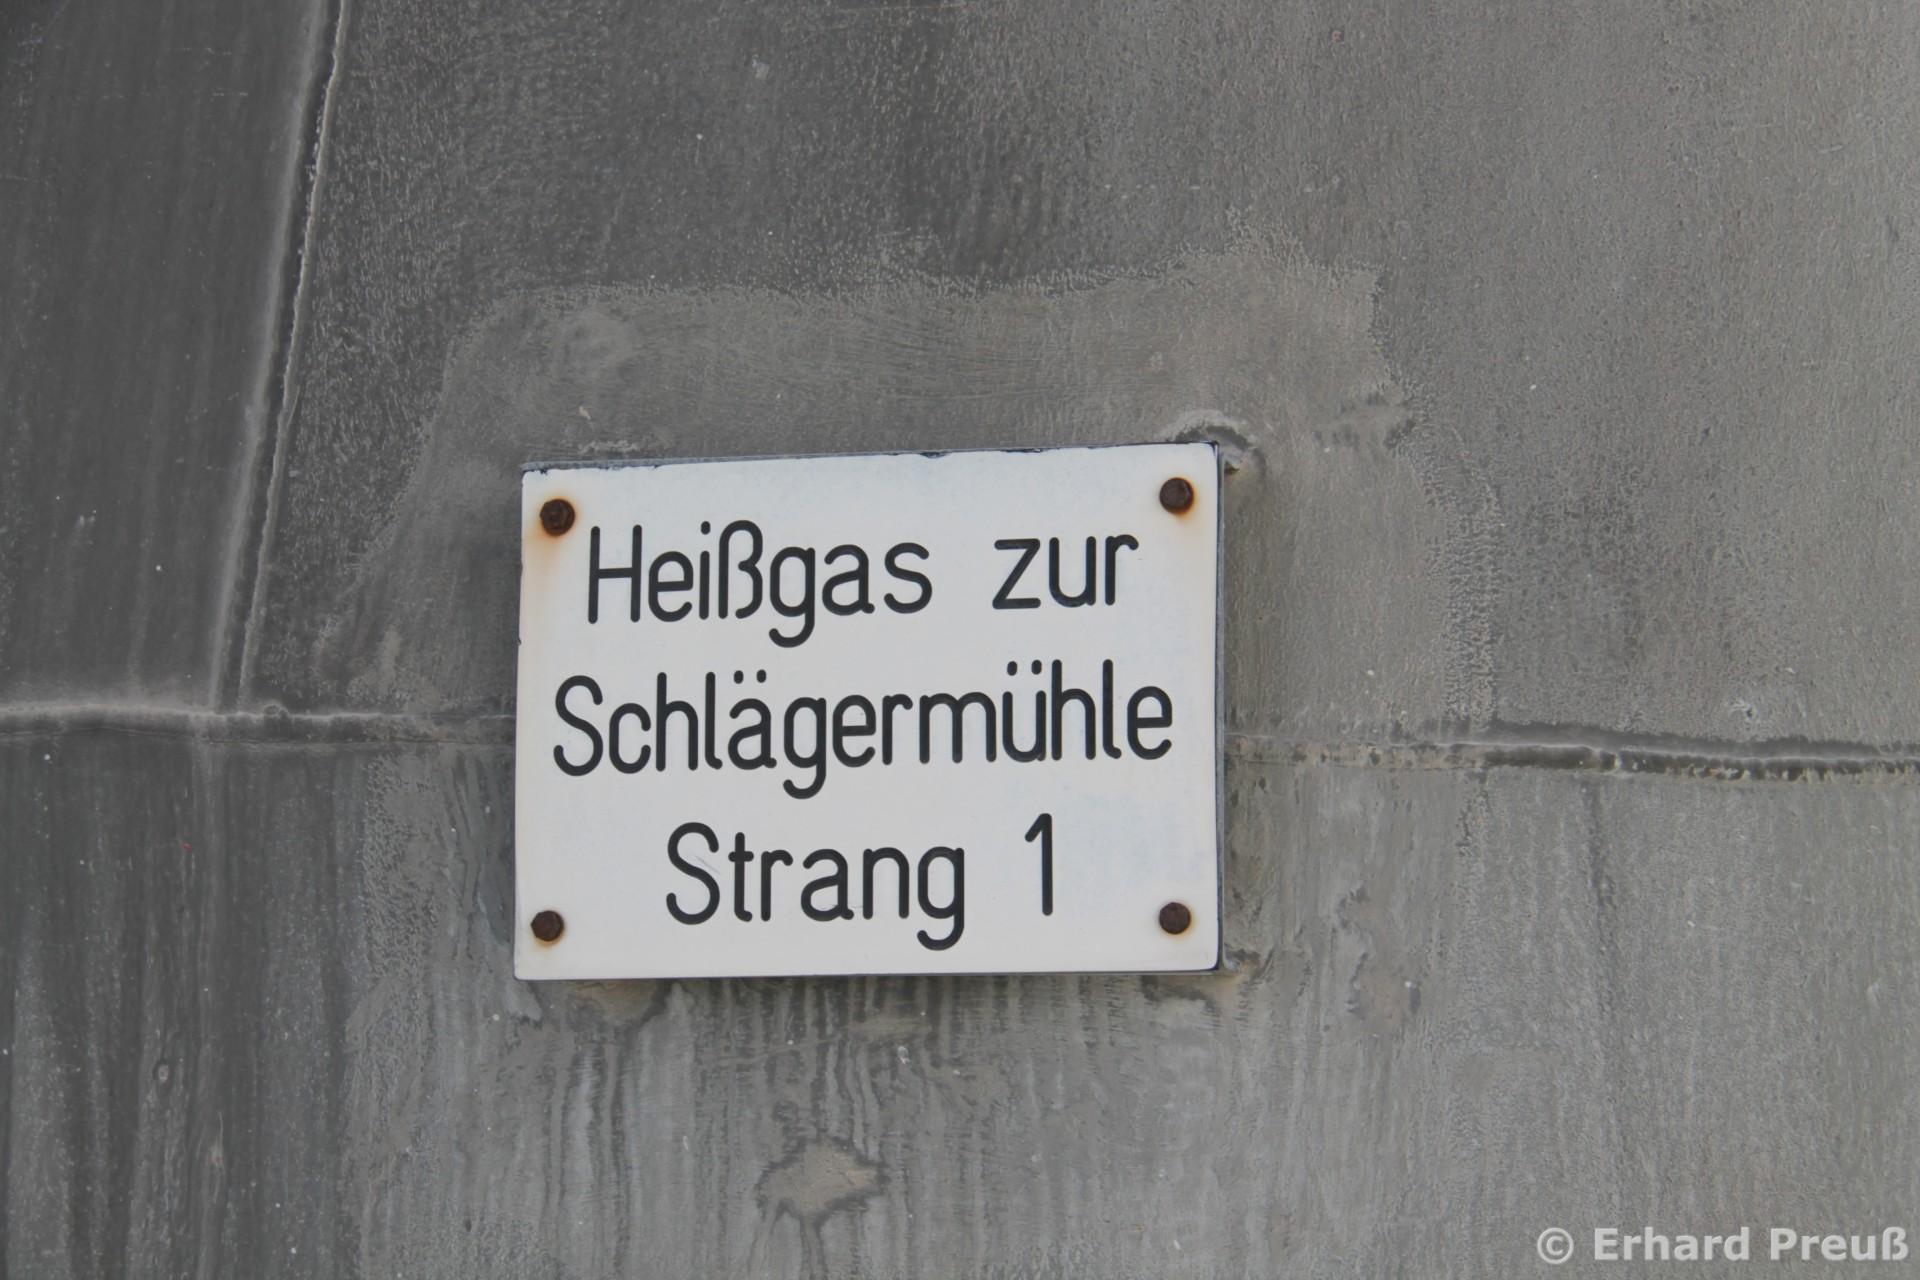 Heißgas zur
Schlägermühle
Strang 1
© Erhard Preuß